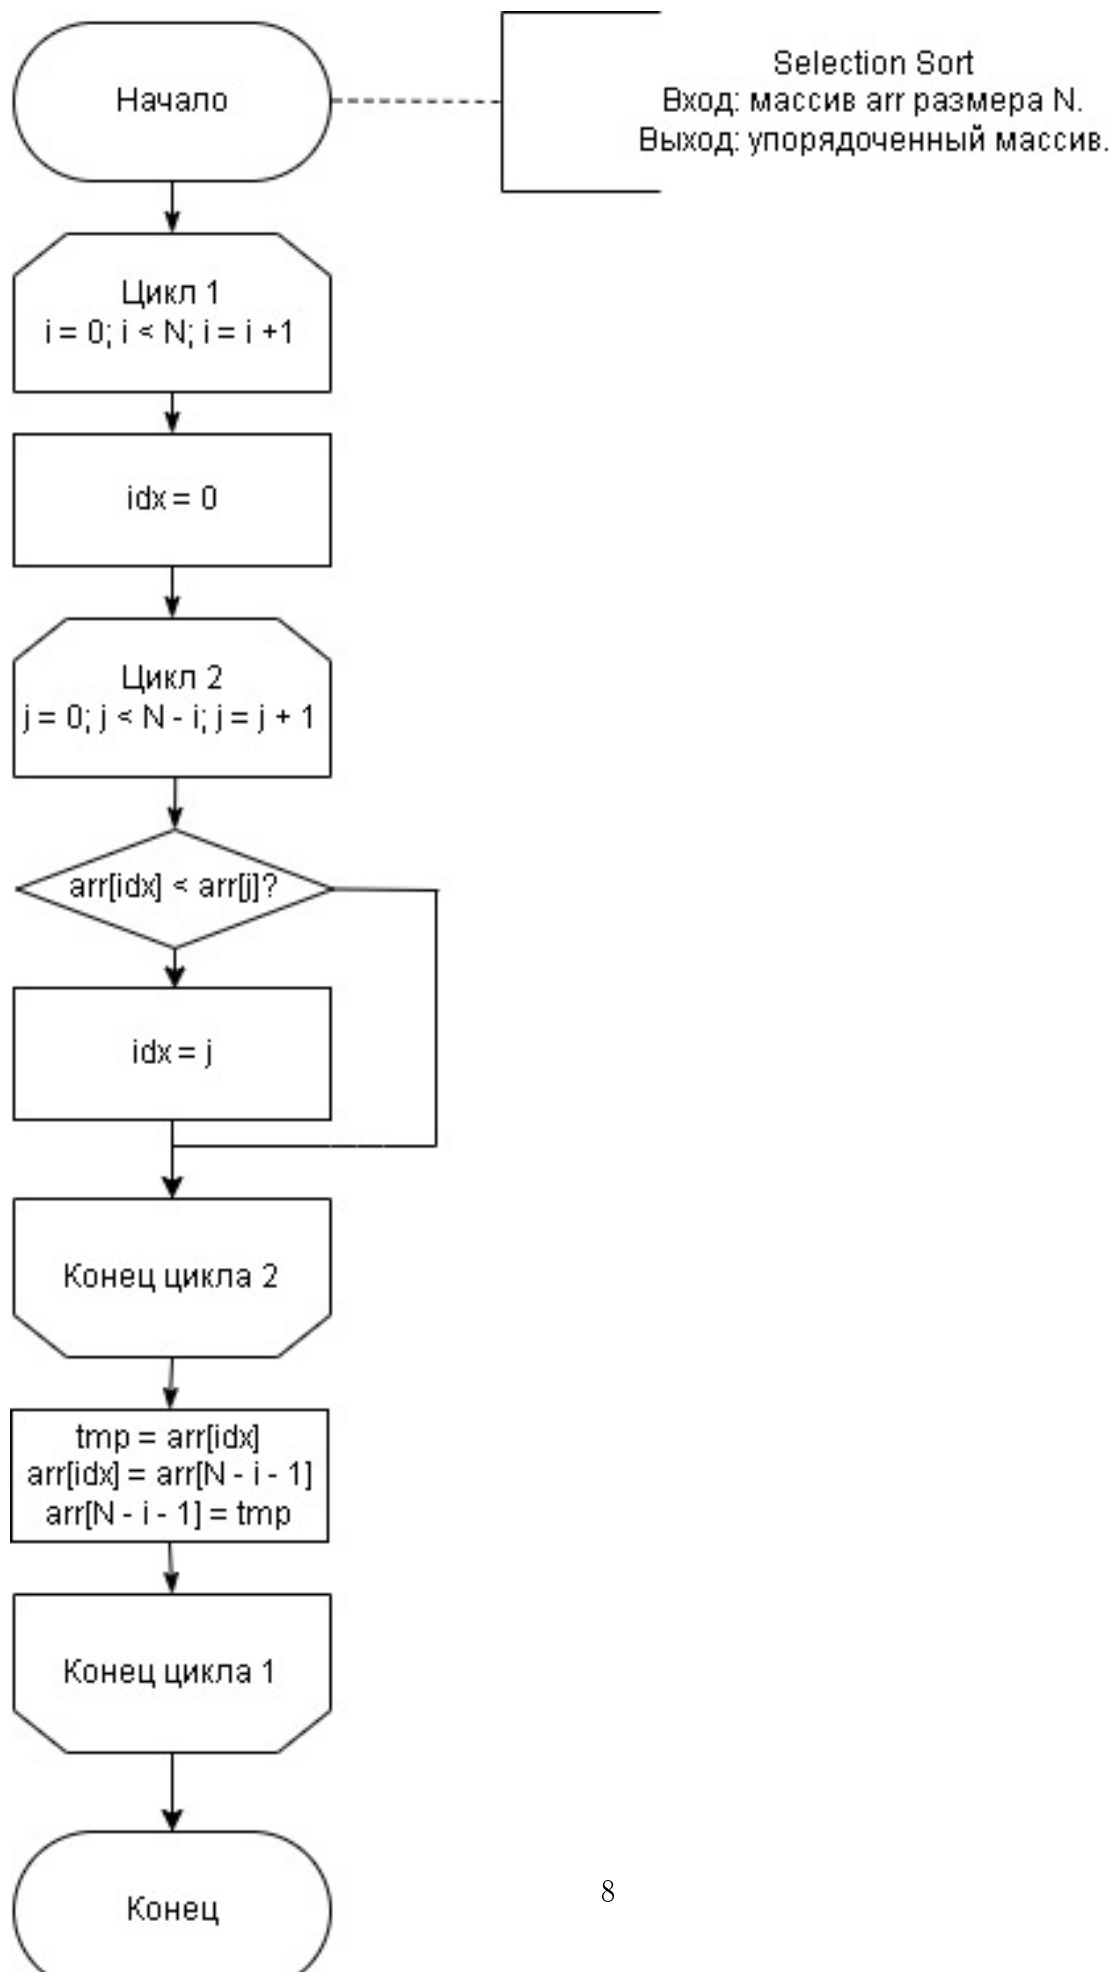 Начало
Selection Sort
Вход: массив arr размера N.
Выход: упорядоченный массив.
Цикл 1
i = 0; i < N; i = i +1
idx = 0
Цикл 2
j = 0; j < N - i; j = j + 1
arr[idx] < arr[j]?
idx = j
Конец цикла 2
tmp = arr[idx]
arr[idx] = arr[N - i - 1]
arr[N - i - 1] = tmp
Конец цикла 1
Конец
8